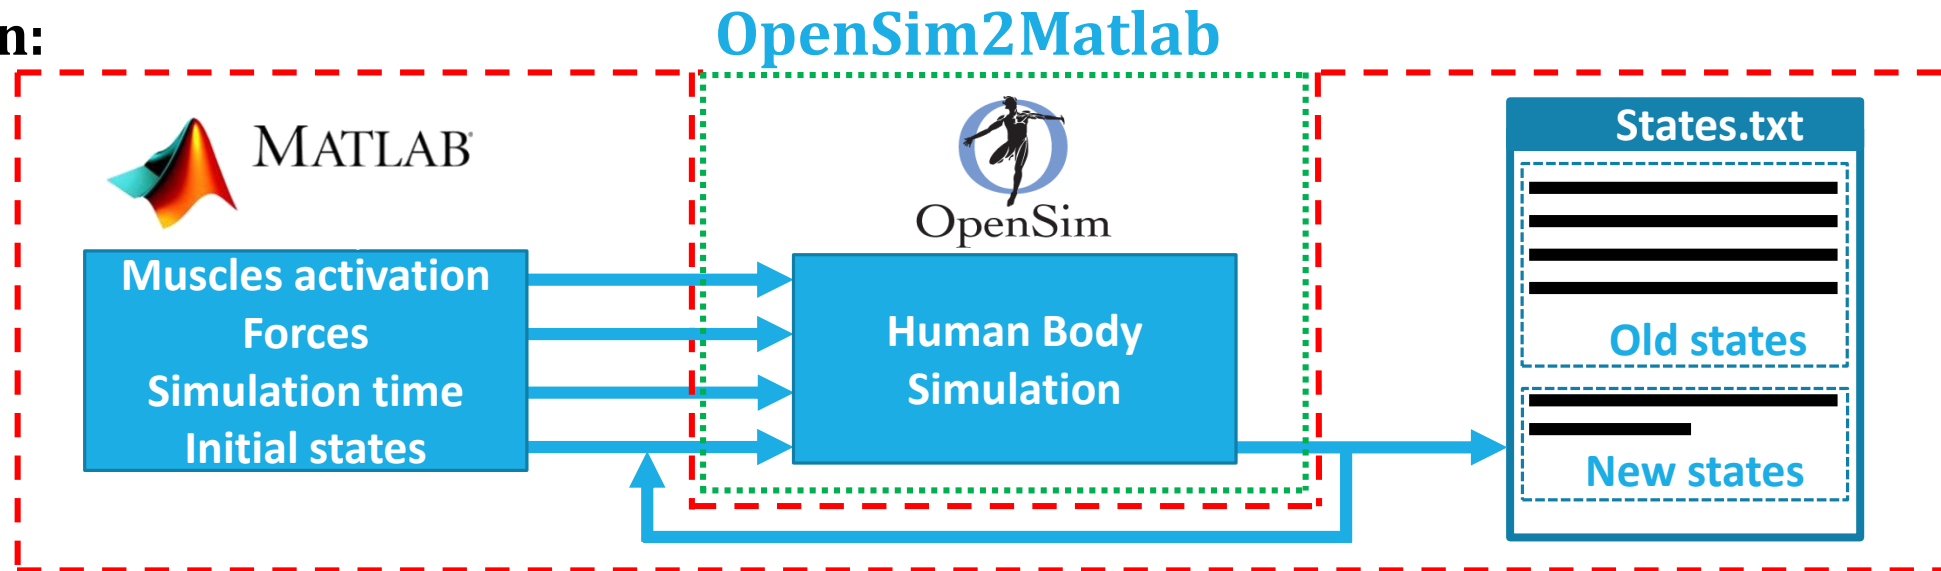 n:
OpenSim2Matlab
MATLAB®
OpenSim
States.txt
Muscles activation
Forces
Simulation time
Initial states
Human Body
Simulation
Old states
New states